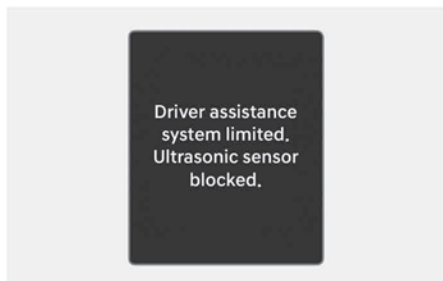 Driver assistance
system limited.
Ultrasonic sensor
blocked.